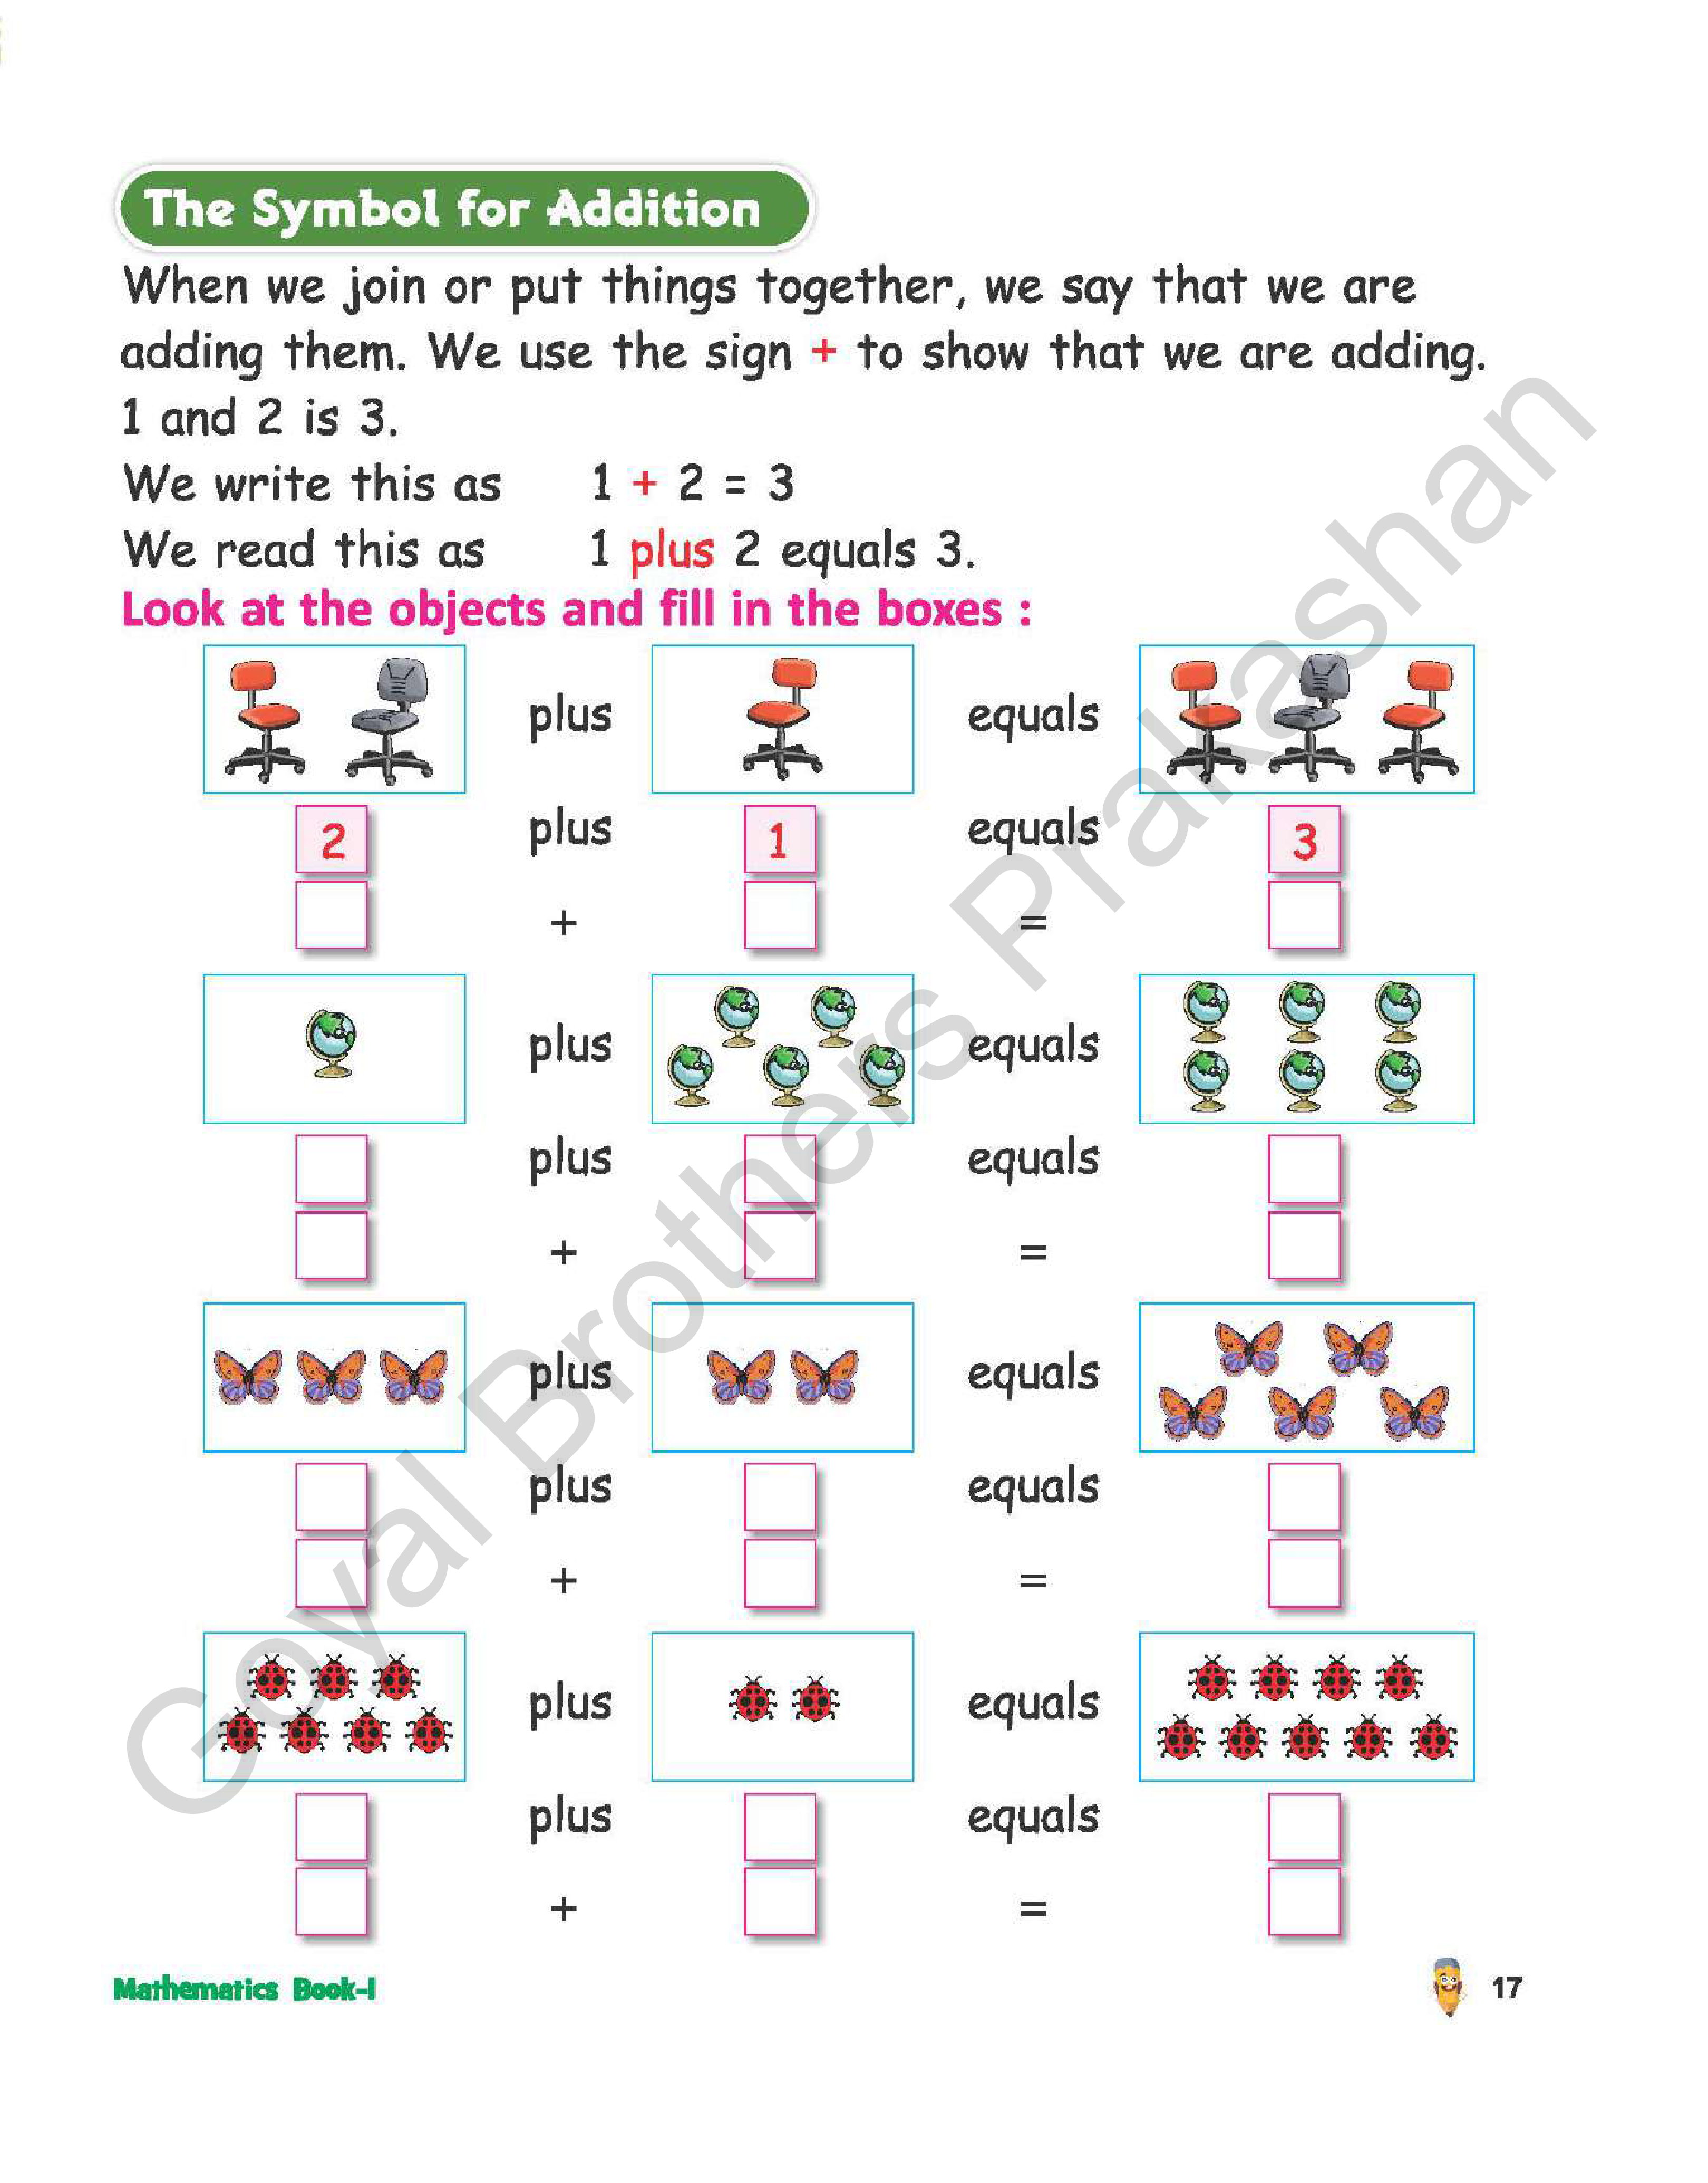 The Symbol for Addition
When we join or put things together, we say that we are
adding them. We use the sign + to show that we are adding.
1 and 2 is 3.
We write this as 1 + 2 = 3
We read this as 1 plus 2 equals 3.
Look at the objects and fill in the boxes :
plus equals
2 plus 1 equals 3
+ =
plus equals
plus equals
+ =
plus equals
plus equals
+ =
plus equals
plus equals
+ =
Goyal Brothers Prakashan
Mathematics Book-I 17